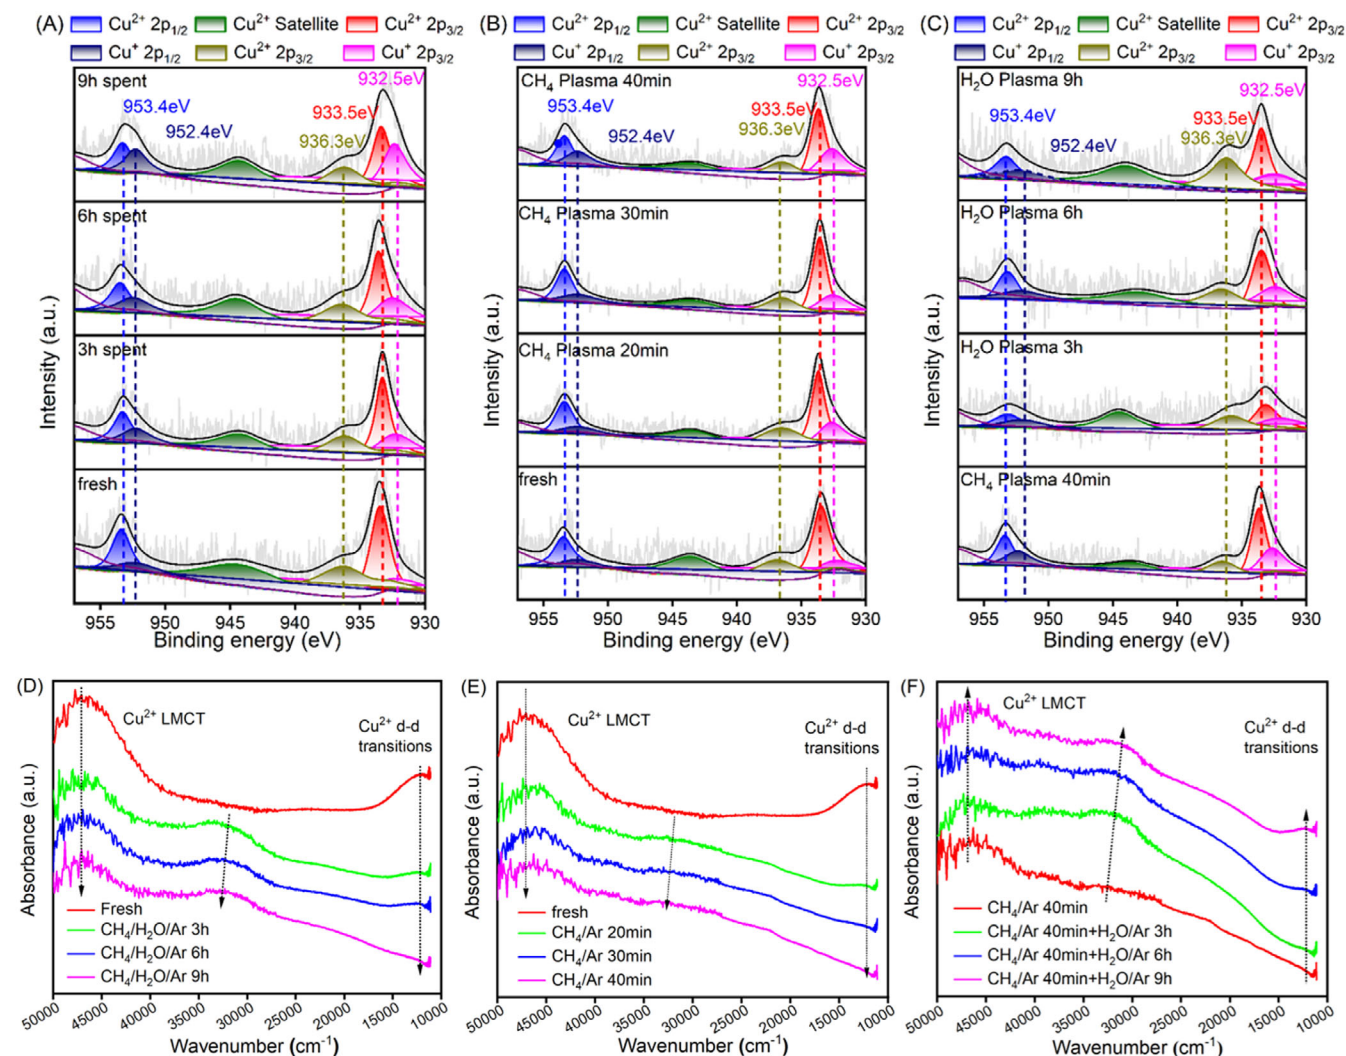 (A) Cu²⁺ 2p₁/₂ Cu²⁺ Satellite Cu²⁺ 2p₃/₂
Cu⁺ 2p₁/₂ Cu²⁺ 2p₃/₂ Cu⁺ 2p₃/₂
9h spent
932.5eV
953.4eV
933.5eV
952.4eV
936.3eV
6h spent
3h spent
fresh
Intensity (a.u.)
955 950 945 940 935 930
Binding energy (eV)
(B) Cu²⁺ 2p₁/₂ Cu²⁺ Satellite Cu²⁺ 2p₃/₂
Cu⁺ 2p₁/₂ Cu²⁺ 2p₃/₂ Cu⁺ 2p₃/₂
CH₄ Plasma 40min
932.5eV
953.4eV
933.5eV
952.4eV
936.3eV
CH₄ Plasma 30min
CH₄ Plasma 20min
fresh
Intensity (a.u.)
955 950 945 940 935 930
Binding energy (eV)
(C) Cu²⁺ 2p₁/₂ Cu²⁺ Satellite Cu²⁺ 2p₃/₂
Cu⁺ 2p₁/₂ Cu²⁺ 2p₃/₂ Cu⁺ 2p₃/₂
H₂O Plasma 9h
932.5eV
953.4eV
933.5eV
952.4eV
936.3eV
H₂O Plasma 6h
H₂O Plasma 3h
CH₄ Plasma 40min
Intensity (a.u.)
955 950 945 940 935 930
Binding energy (eV)
(D)
Cu²⁺ LMCT
Cu²⁺ d-d
transitions
Absorbance (a.u.)
Fresh
CH₄/H₂O/Ar 3h
CH₄/H₂O/Ar 6h
CH₄/H₂O/Ar 9h
50000 45000 40000 35000 30000 25000 20000 15000 10000
Wavenumber (cm⁻¹)
(E)
Cu²⁺ LMCT
Cu²⁺ d-d
transitions
Absorbance (a.u.)
fresh
CH₄/Ar 20min
CH₄/Ar 30min
CH₄/Ar 40min
50000 45000 40000 35000 30000 25000 20000 15000 10000
Wavenumber (cm⁻¹)
(F)
Cu²⁺ LMCT
Cu²⁺ d-d
transitions
Absorbance (a.u.)
CH₄/Ar 40min
CH₄/Ar 40min+H₂O/Ar 3h
CH₄/Ar 40min+H₂O/Ar 6h
CH₄/Ar 40min+H₂O/Ar 9h
50000 45000 40000 35000 30000 25000 20000 15000 10000
Wavenumber (cm⁻¹)